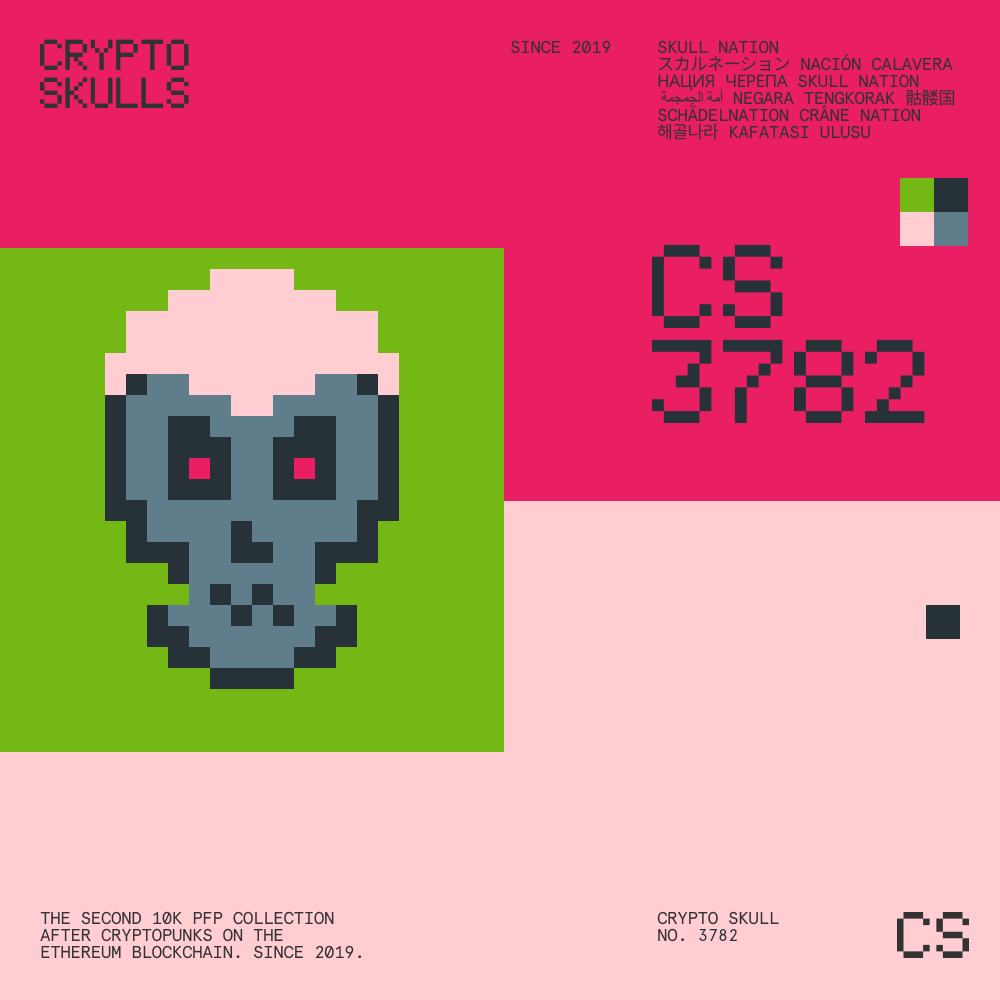 CRYPTO
SKULLS
SINCE 2019
SKULL NATION
スカルネーション NACIÓN CALAVERA
НАЦИЯ ЧЕРЕПА SKULL NATION
أمة الجمجمة NEGARA TENGKORAK 骷髅国
SCHÄDELNATION CRÂNE NATION
해골나라 KAFATASI ULUSU
CS
3782
THE SECOND 10K PFP COLLECTION
AFTER CRYPTOPUNKS ON THE
ETHEREUM BLOCKCHAIN. SINCE 2019.
CRYPTO SKULL
NO. 3782
CS